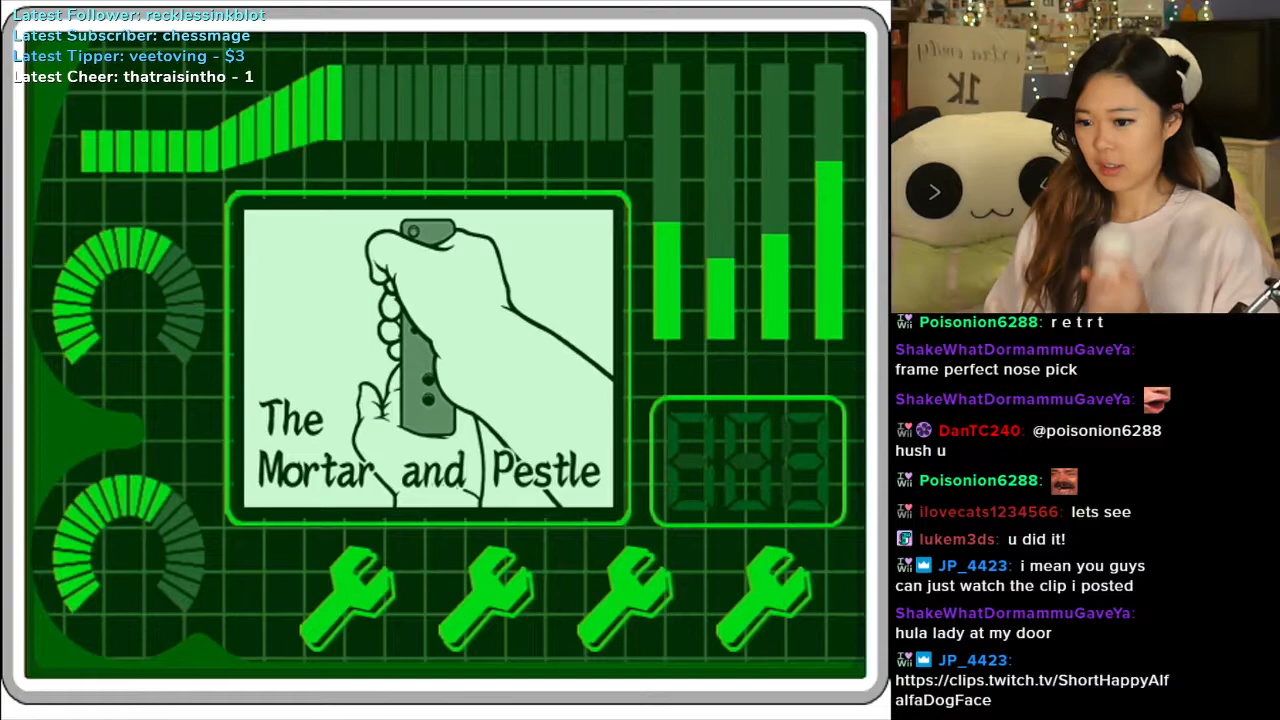 Latest Follower: recklessinkblot
Latest Subscriber: chessmage
Latest Tipper: veetoving - $3
Latest Cheer: thatraisintho - 1
The
Mortar and Pestle
1K
Poisonion6288: r e t r t
ShakeWhatDormammuGaveYa:
frame perfect nose pick
ShakeWhatDormammuGaveYa:
DanTC240: @poisonion6288
hush u
Poisonion6288:
ilovecats1234566: lets see
lukem3ds: u did it!
JP_4423: i mean you guys
can just watch the clip i posted
ShakeWhatDormammuGaveYa:
hula lady at my door
JP_4423:
https://clips.twitch.tv/ShortHappyAlf
alfaDogFace